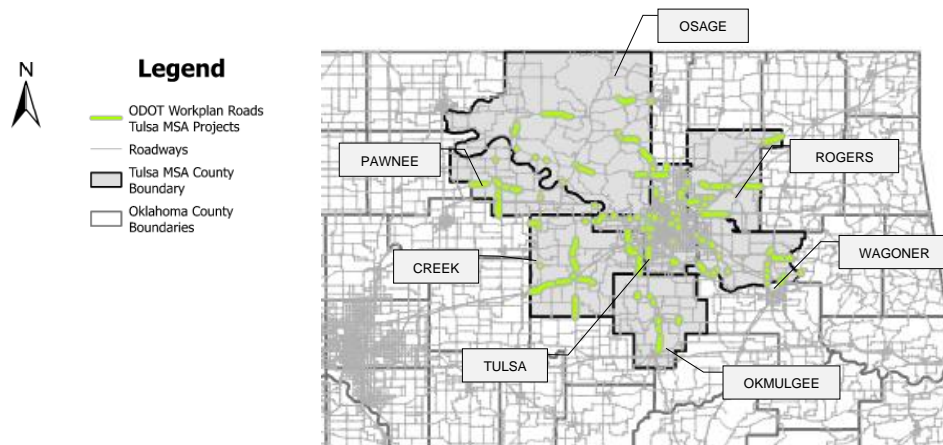 N
Legend
ODOT Workplan Roads
Tulsa MSA Projects
Roadways
Tulsa MSA County
Boundary
Oklahoma County
Boundaries
OSAGE
PAWNEE
ROGERS
CREEK
WAGONER
TULSA
OKMULGEE